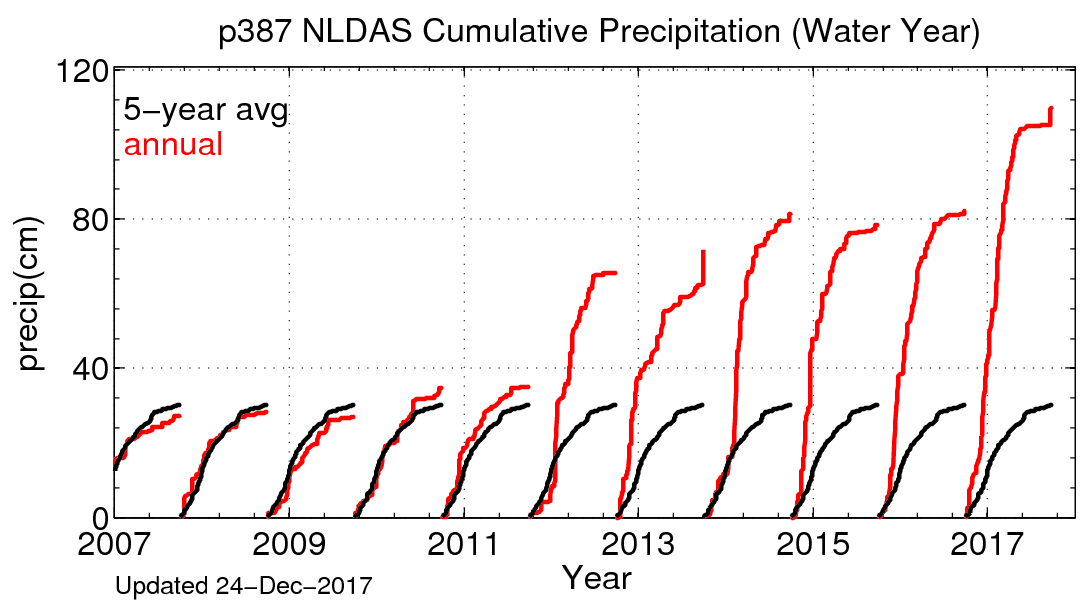 p387 NLDAS Cumulative Precipitation (Water Year)
120
5−year avg
annual
80
precip(cm)
40
0
2007 2009 2011 2013 2015 2017
Year
Updated 24−Dec−2017